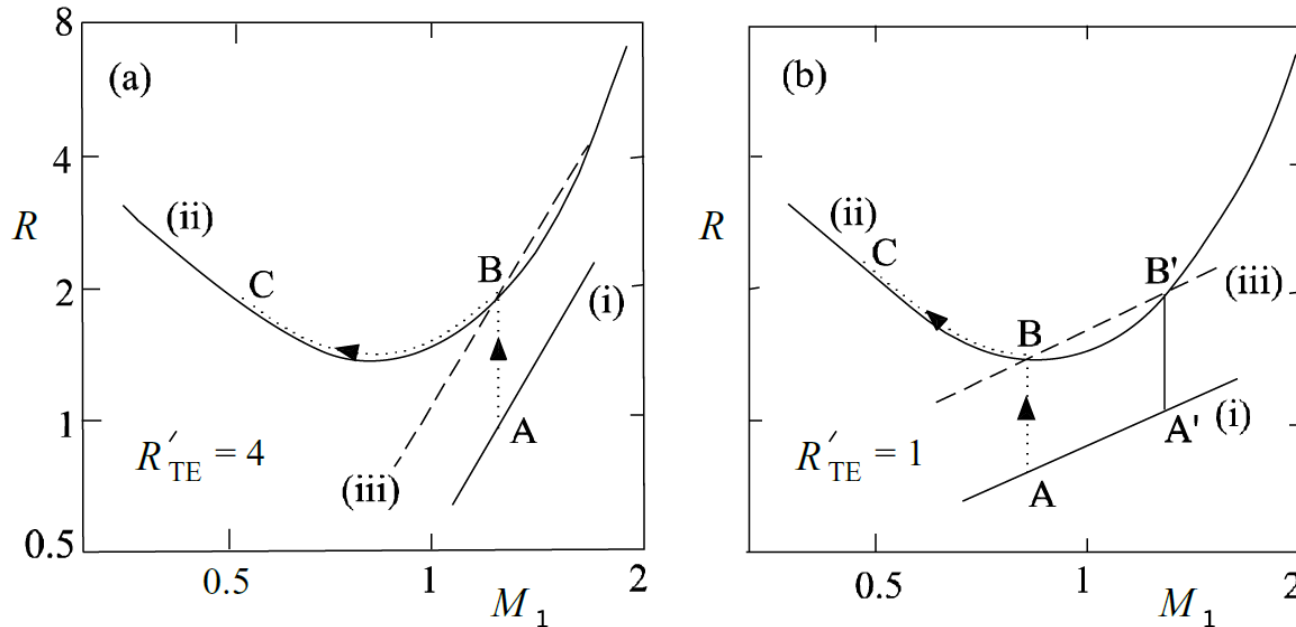 8
(a)
4
(ii)
R
C
B
2
(i)
1
A
R′TE = 4
(iii)
0.5
0.5
1
2
M1
(b)
(ii)
R
C
B'
(iii)
B
A'
(i)
R′TE = 1
A
0.5
1
2
M1